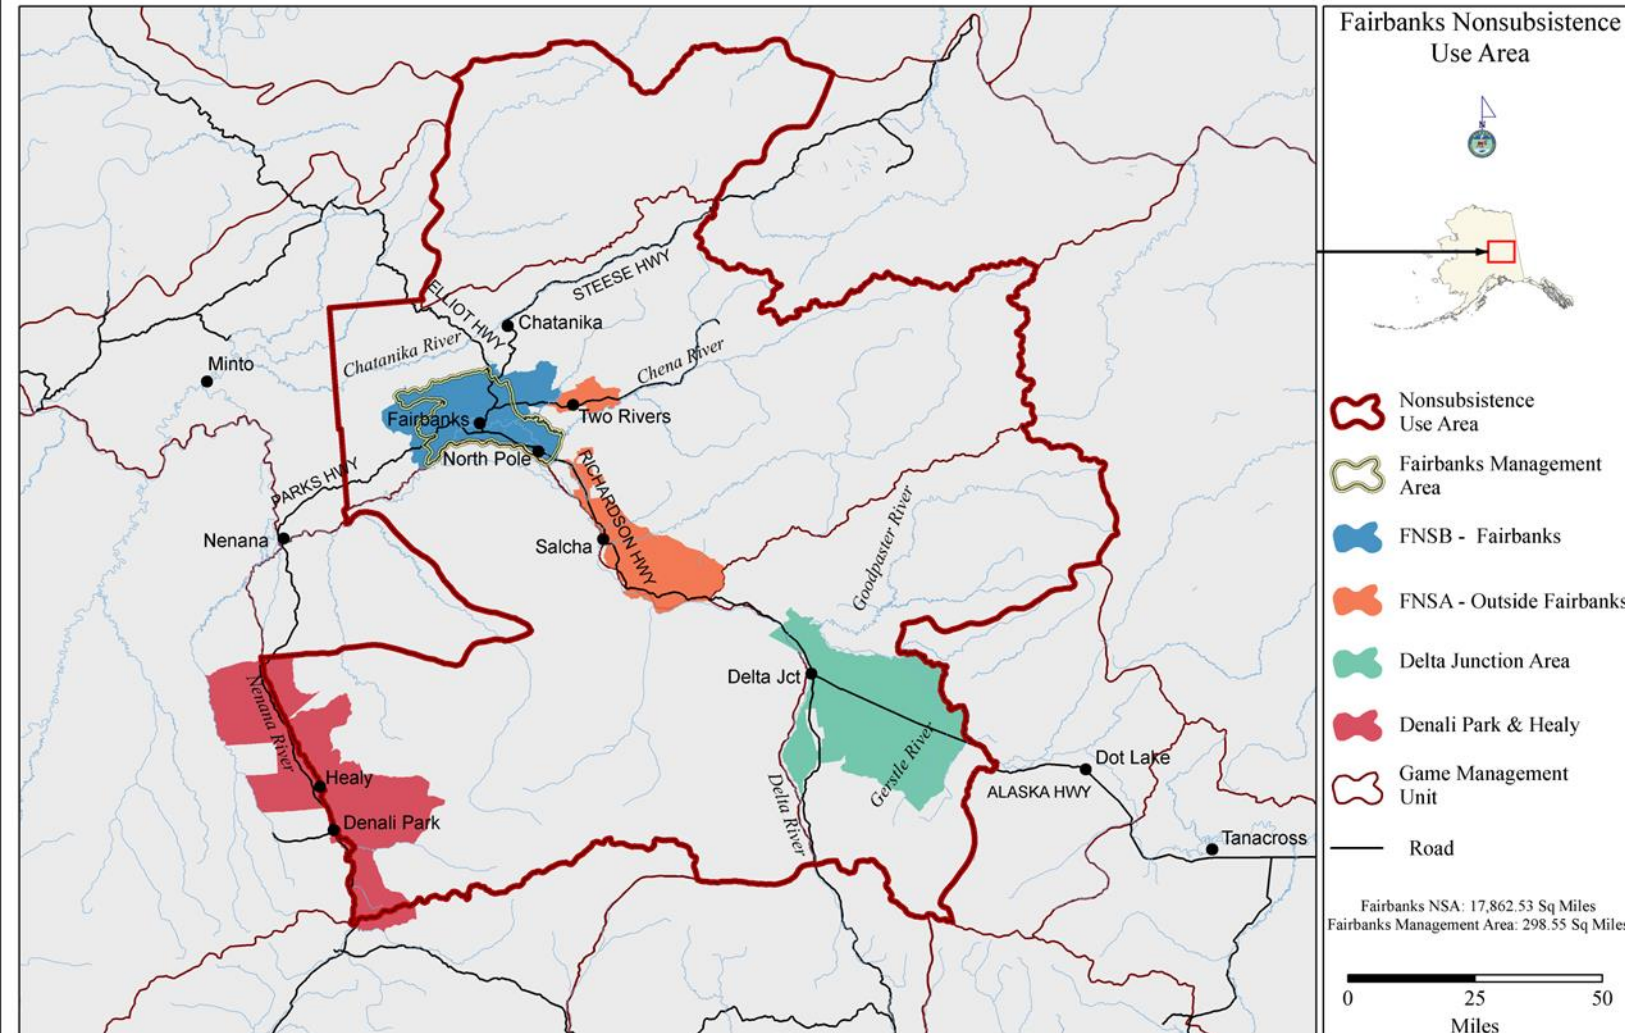 Fairbanks Nonsubsistence
Use Area
N
ELLIOT HWY
STEESE HWY
Chatanika
Chatanika River
Chena River
Minto
Fairbanks
Two Rivers
North Pole
PARKS HWY
RICHARDSON HWY
Nenana
Salcha
Goodpaster River
Delta Jct
Nenana River
Gerstle River
Healy
Delta River
Dot Lake
ALASKA HWY
Denali Park
Tanacross
Nonsubsistence
Use Area
Fairbanks Management
Area
FNSB - Fairbanks
FNSA - Outside Fairbanks
Delta Junction Area
Denali Park & Healy
Game Management
Unit
Road
Fairbanks NSA: 17,862.53 Sq Miles
Fairbanks Management Area: 298.55 Sq Miles
0 25 50
Miles